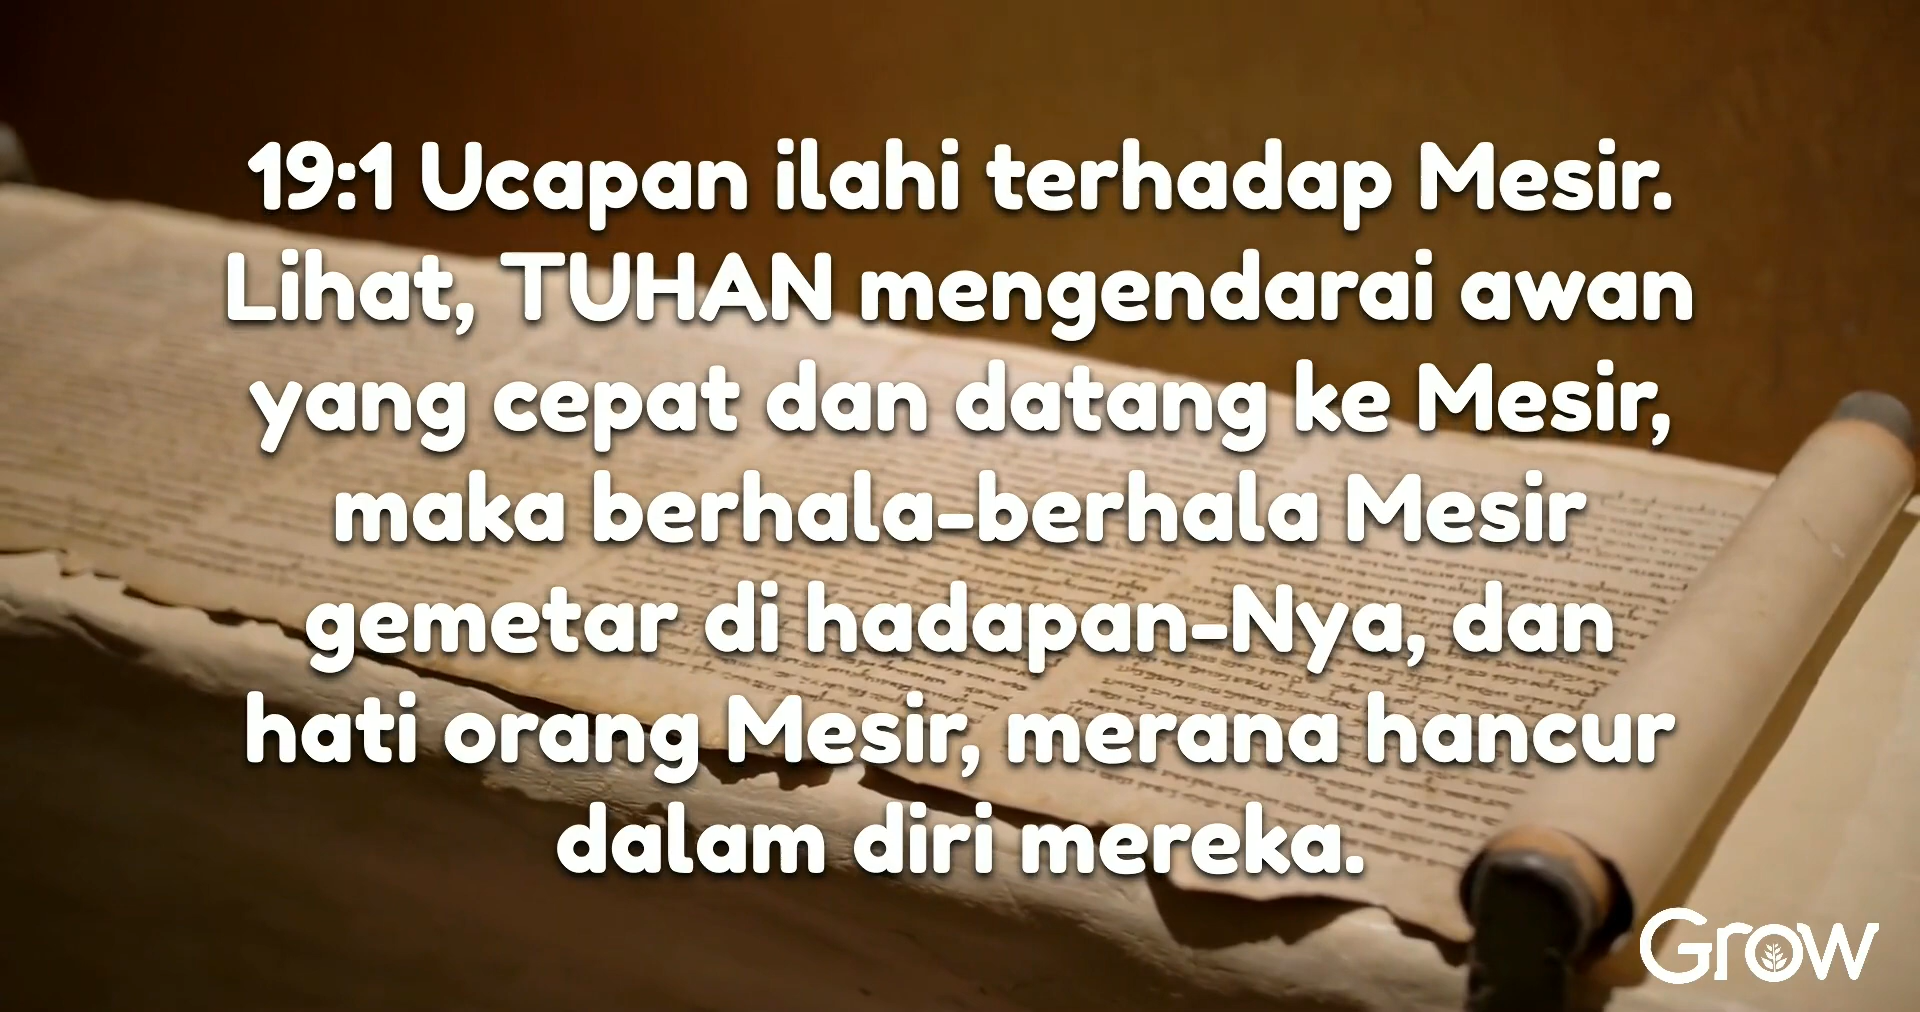 19:1 Ucapan ilahi terhadap Mesir.
Lihat, TUHAN mengendarai awan
yang cepat dan datang ke Mesir,
maka berhala-berhala Mesir
gemetar di hadapan-Nya, dan
hati orang Mesir, merana hancur
dalam diri mereka.
Grow